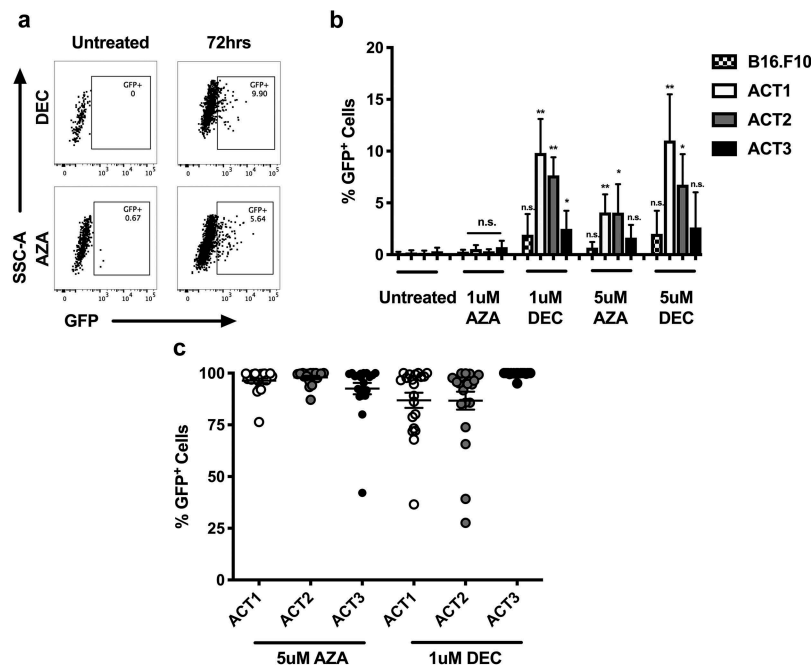 a
Untreated
72hrs
DEC
GFP+
0
GFP+
9.90
0 10³ 10⁴ 10⁵
0 10³ 10⁴ 10⁵
AZA
GFP+
0.67
GFP+
5.64
0 10³ 10⁴ 10⁵
0 10³ 10⁴ 10⁵
SSC-A
GFP
b
% GFP⁺ Cells
20
15
10
5
0
n.s.
n.s.
**
**
*
n.s.
**
*
n.s.
n.s.
**
*
n.s.
Untreated
1uM
AZA
1uM
DEC
5uM
AZA
5uM
DEC
B16.F10
ACT1
ACT2
ACT3
c
% GFP⁺ Cells
100
75
50
25
0
ACT1
ACT2
ACT3
ACT1
ACT2
ACT3
5uM AZA
1uM DEC